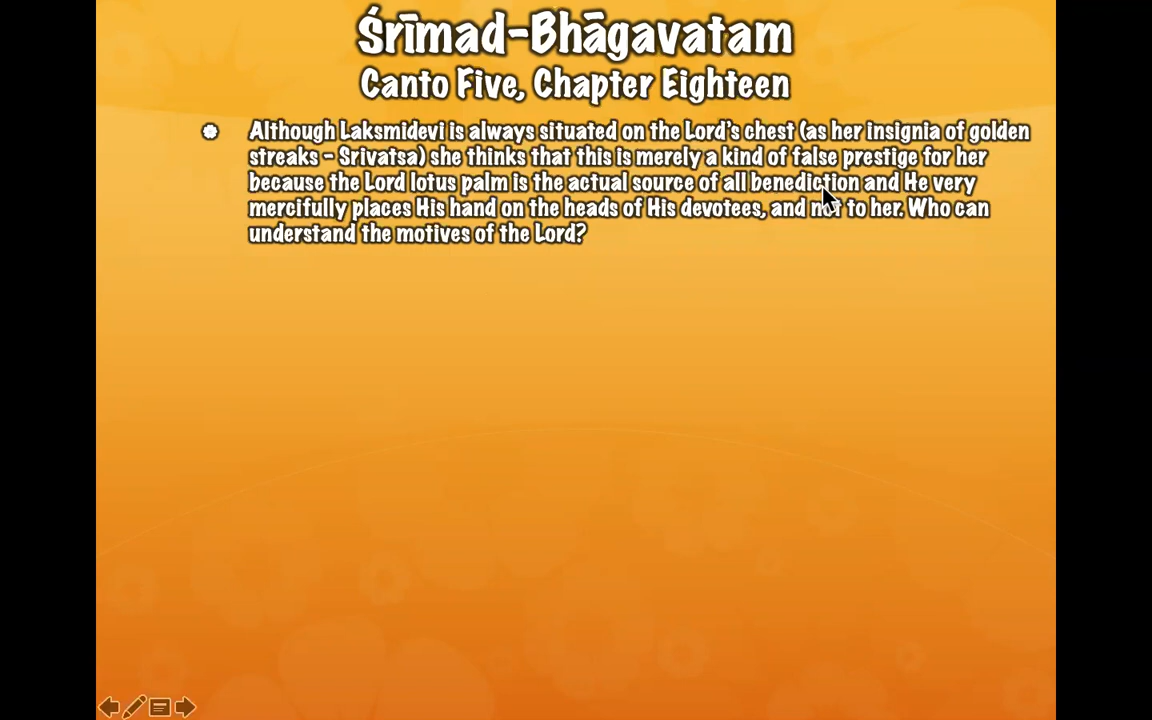 Śrīmad-Bhāgavatam
Canto Five, Chapter Eighteen
Although Laksmidevi is always situated on the Lord's chest (as her insignia of golden
streaks - Srivatsa) she thinks that this is merely a kind of false prestige for her
because the Lord lotus palm is the actual source of all benediction and He very
mercifully places His hand on the heads of His devotees, and not to her. Who can
understand the motives of the Lord?